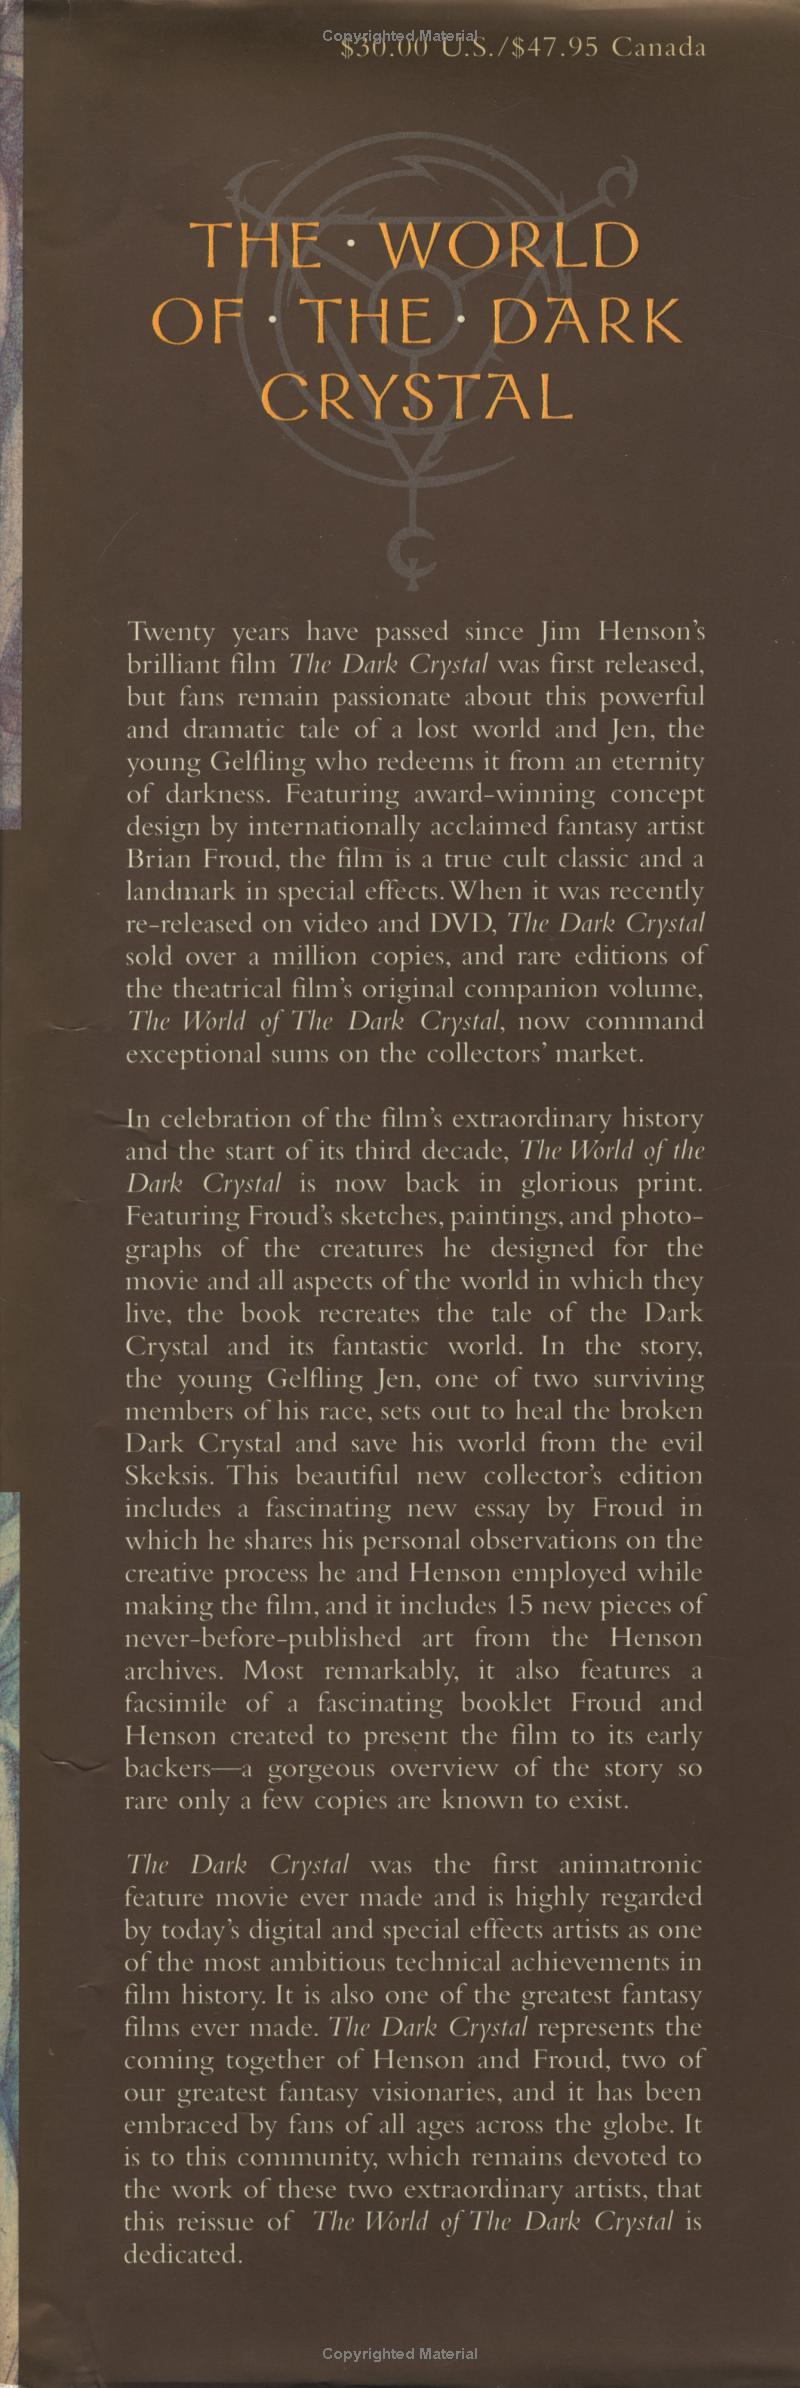 Copyrighted Material
$30.00 U.S./$47.95 Canada
THE · WORLD
OF · THE · DARK
CRYSTAL
Twenty years have passed since Jim Henson's
brilliant film The Dark Crystal was first released,
but fans remain passionate about this powerful
and dramatic tale of a lost world and Jen, the
young Gelfling who redeems it from an eternity
of darkness. Featuring award-winning concept
design by internationally acclaimed fantasy artist
Brian Froud, the film is a true cult classic and a
landmark in special effects. When it was recently
re-released on video and DVD, The Dark Crystal
sold over a million copies, and rare editions of
the theatrical film's original companion volume,
The World of The Dark Crystal, now command
exceptional sums on the collectors' market.
In celebration of the film's extraordinary history
and the start of its third decade, The World of the
Dark Crystal is now back in glorious print.
Featuring Froud's sketches, paintings, and photo-
graphs of the creatures he designed for the
movie and all aspects of the world in which they
live, the book recreates the tale of the Dark
Crystal and its fantastic world. In the story,
the young Gelfling Jen, one of two surviving
members of his race, sets out to heal the broken
Dark Crystal and save his world from the evil
Skeksis. This beautiful new collector's edition
includes a fascinating new essay by Froud in
which he shares his personal observations on the
creative process he and Henson employed while
making the film, and it includes 15 new pieces of
never-before-published art from the Henson
archives. Most remarkably, it also features a
facsimile of a fascinating booklet Froud and
Henson created to present the film to its early
backers—a gorgeous overview of the story so
rare only a few copies are known to exist.
The Dark Crystal was the first animatronic
feature movie ever made and is highly regarded
by today's digital and special effects artists as one
of the most ambitious technical achievements in
film history. It is also one of the greatest fantasy
films ever made. The Dark Crystal represents the
coming together of Henson and Froud, two of
our greatest fantasy visionaries, and it has been
embraced by fans of all ages across the globe. It
is to this community, which remains devoted to
the work of these two extraordinary artists, that
this reissue of The World of The Dark Crystal is
dedicated.
Copyrighted Material